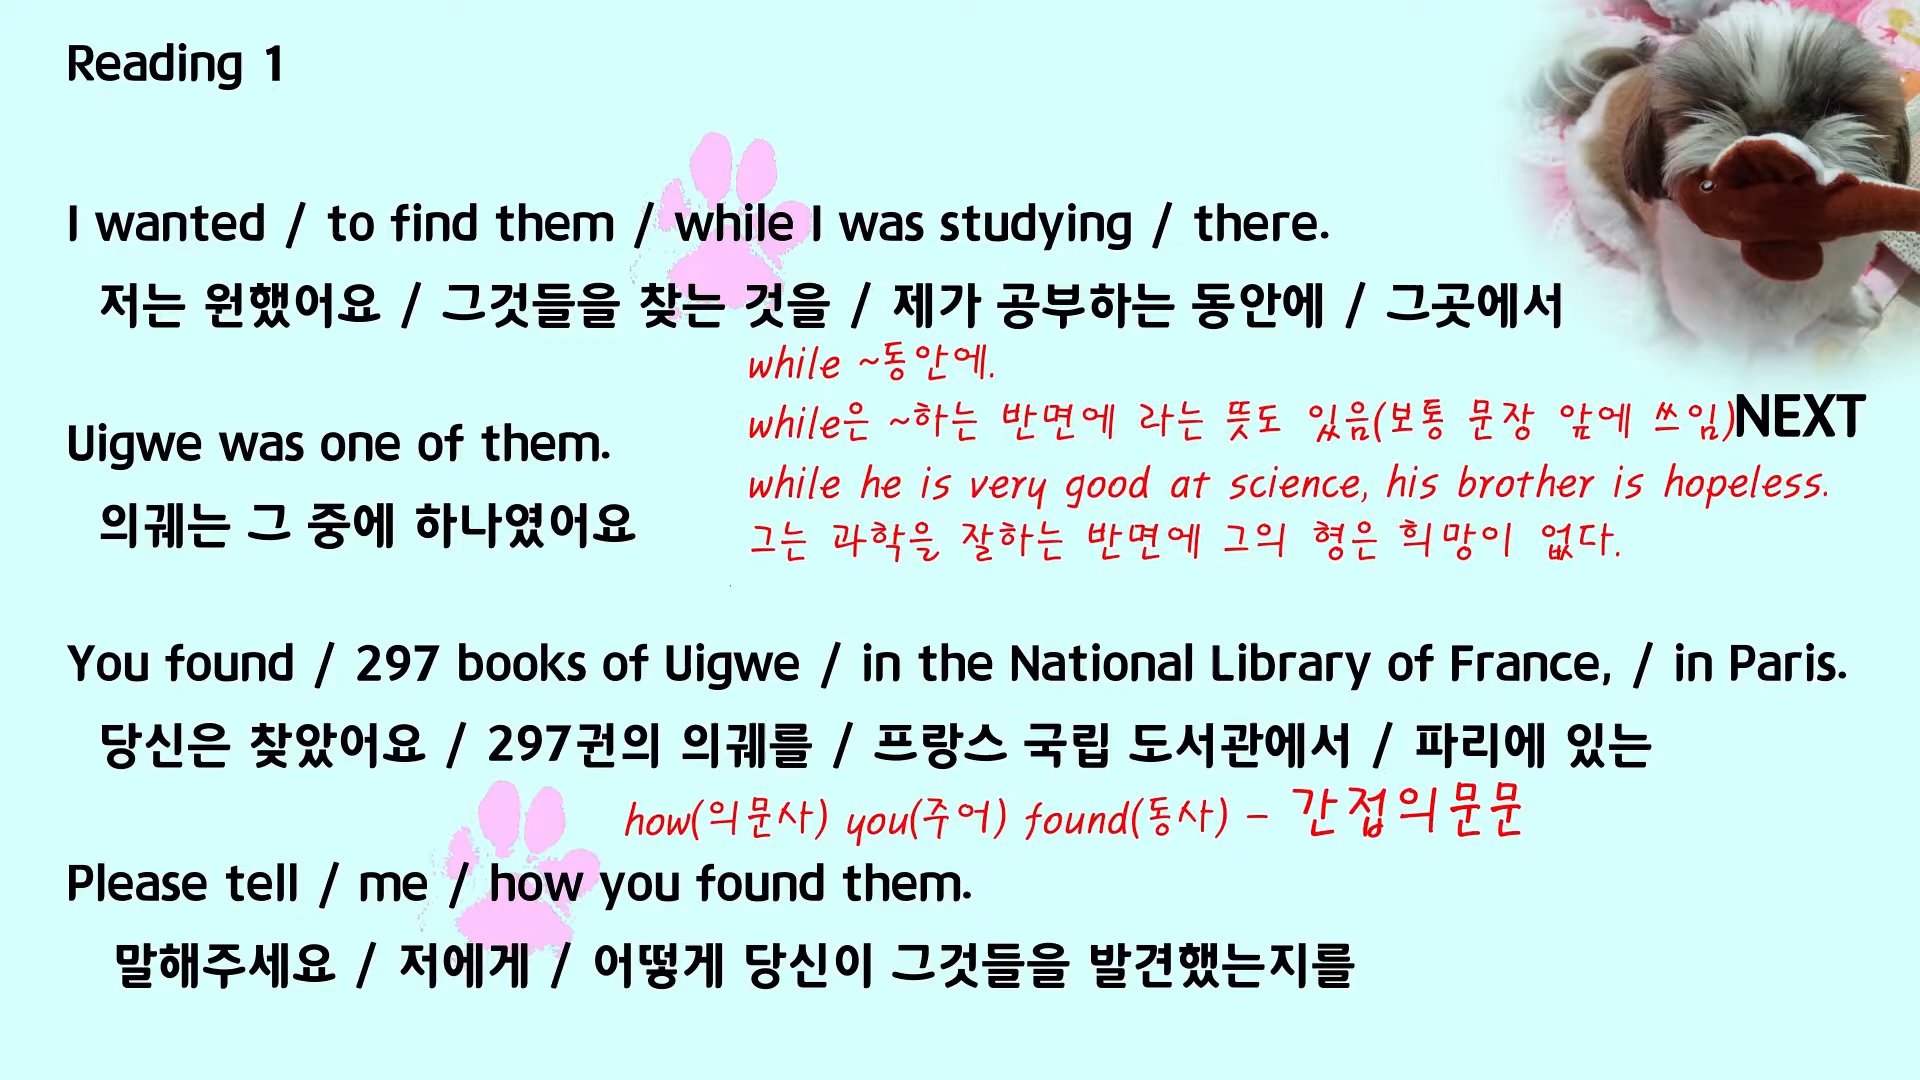 Reading 1
I wanted / to find them / while I was studying / there.
저는 원했어요 / 그것들을 찾는 것을 / 제가 공부하는 동안에 / 그곳에서
while ~동안에.
while은 ~하는 반면에 라는 뜻도 있음(보통 문장 앞에 쓰임)
NEXT
while he is very good at science, his brother is hopeless.
그는 과학을 잘하는 반면에 그의 형은 희망이 없다.
Uigwe was one of them.
의궤는 그 중에 하나였어요
You found / 297 books of Uigwe / in the National Library of France, / in Paris.
당신은 찾았어요 / 297권의 의궤를 / 프랑스 국립 도서관에서 / 파리에 있는
how(의문사) you(주어) found(동사) - 간접의문문
Please tell / me / how you found them.
말해주세요 / 저에게 / 어떻게 당신이 그것들을 발견했는지를